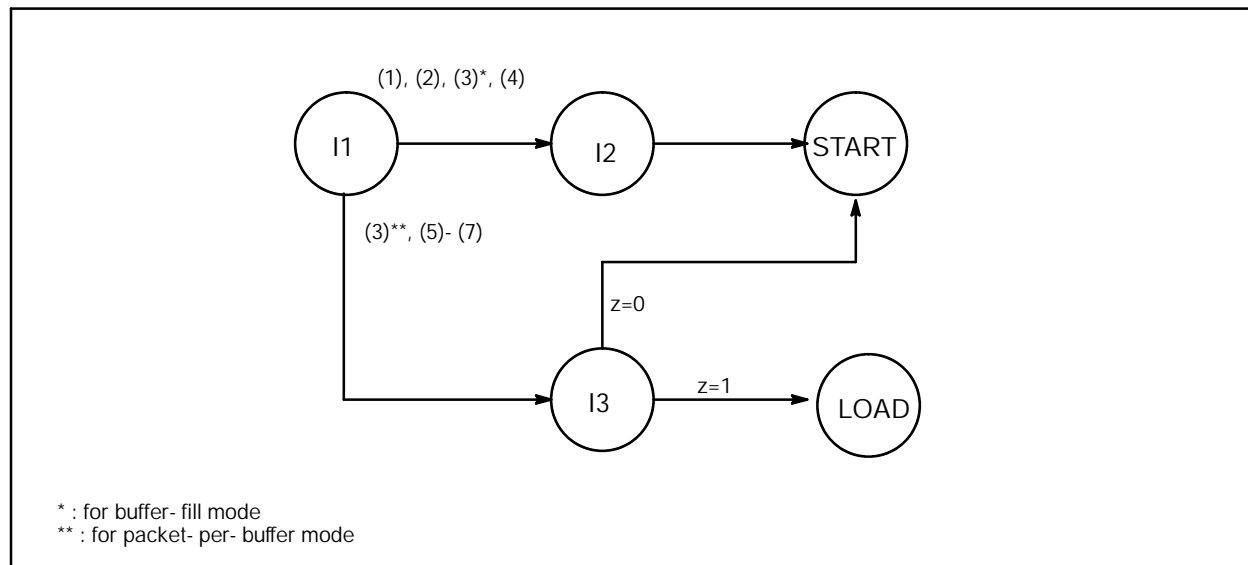 (1), (2), (3)*, (4)
I1
I2
START
(3)**, (5)- (7)
z=0
I3
z=1
LOAD
* : for buffer- fill mode
** : for packet- per- buffer mode